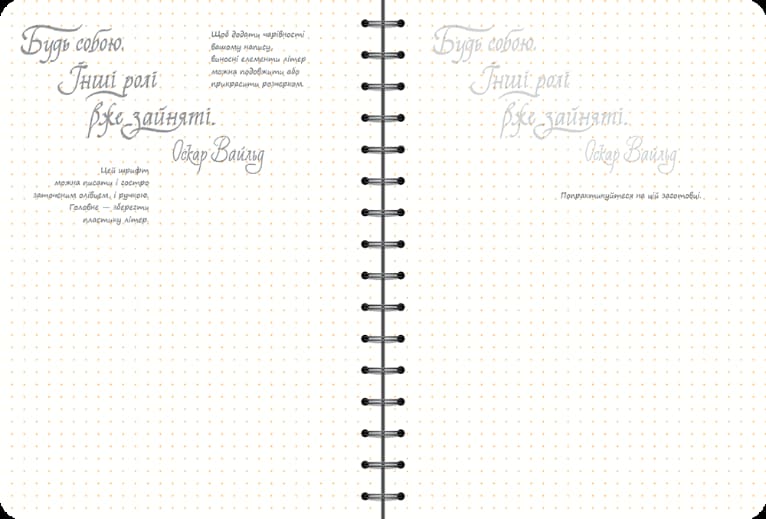 Будь собою.
Інші ролі
вже зайняті.
Оскар Вайльд
Щоб додати чарівності
вашому напису,
виносні елементи літер
можна подовжити або
прикрасити розчерком.
Цей шрифт
можна писати і гостро
заточеним олівцем, і ручкою.
Головне — зберегти
пластику літер.
Будь собою.
Інші ролі
вже зайняті.
Оскар Вайльд
Попрактикуйтеся на цій заготовці.